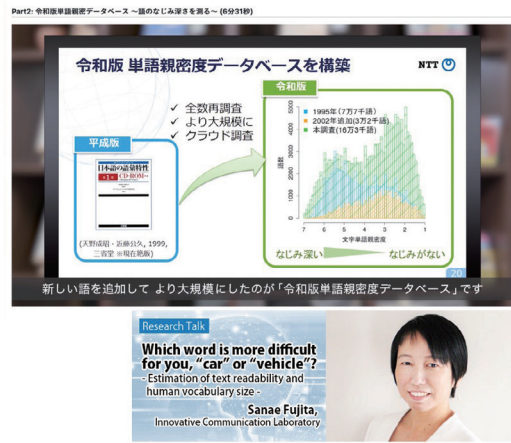 Part2: 令和版単語親密データベース ～語のなじみ深さを測る～ (6分31秒)
令和版 単語親密度データベースを構築
NTT
✓ 全数再調査
✓ より大規模に
✓ クラウド調査
平成版
日本語の語彙特性
第1期 CD-ROM
(天野成昭・近藤公久, 1999,
三省堂 ※現在絶版)
令和版
1995年(7万7千語)
2002年追加(3万2千語)
本調査(16万3千語)
語数
5000
4000
3000
2000
1000
0
7 6 5 4 3 2 1
文字単語親密度
なじみ深い なじみがない
20
新しい語を追加して より大規模にしたのが「令和版単語親密度データベース」です
Research Talk
Which word is more difficult
for you, “car” or “vehicle”?
- Estimation of text readability and
human vocabulary size -
Sanae Fujita,
Innovative Communication Laboratory